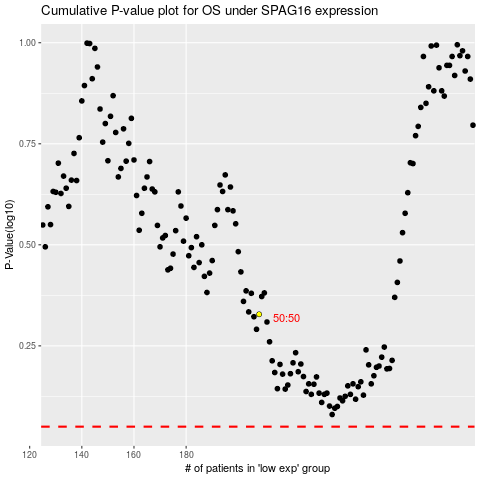 Cumulative P-value plot for OS under SPAG16 expression
P-Value(log10)
1.00
0.75
0.50
0.25
50:50
120 140 160 180
# of patients in 'low exp' group